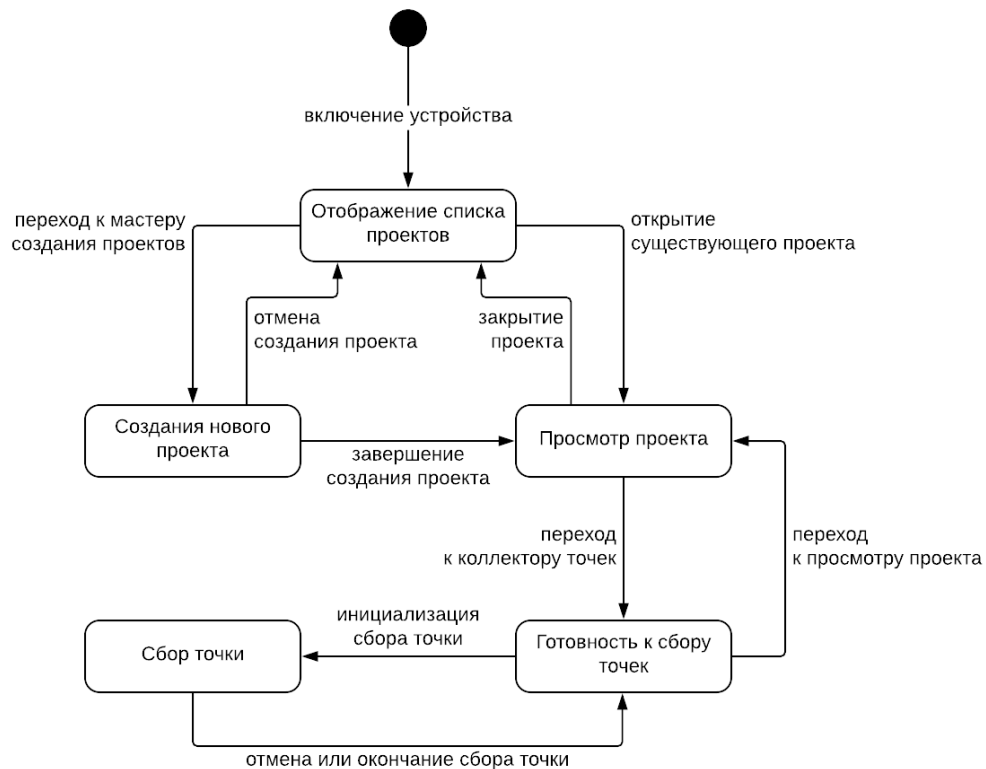 включение устройства
Отображение списка
проектов
переход к мастеру
создания проектов
открытие
существующего проекта
отмена
создания проекта
закрытие
проекта
Создания нового
проекта
Просмотр проекта
завершение
создания проекта
переход
к коллектору точек
переход
к просмотру проекта
инициализация
сбора точки
Сбор точки
Готовность к сбору
точек
отмена или окончание сбора точки